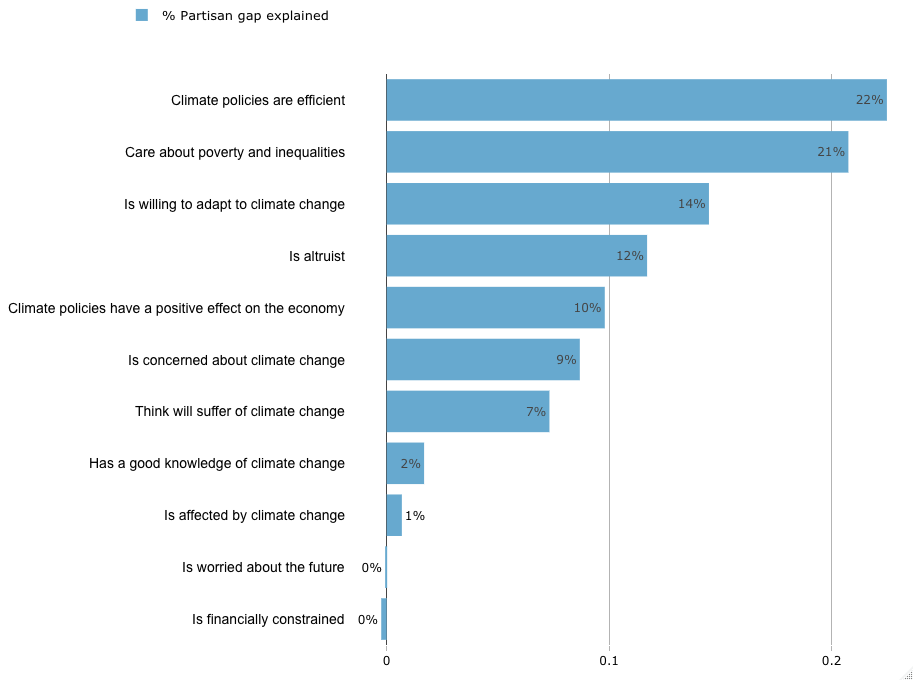 % Partisan gap explained
Climate policies are efficient 22%
Care about poverty and inequalities 21%
Is willing to adapt to climate change 14%
Is altruist 12%
Climate policies have a positive effect on the economy 10%
Is concerned about climate change 9%
Think will suffer of climate change 7%
Has a good knowledge of climate change 2%
Is affected by climate change 1%
Is worried about the future 0%
Is financially constrained 0%
0 0.1 0.2